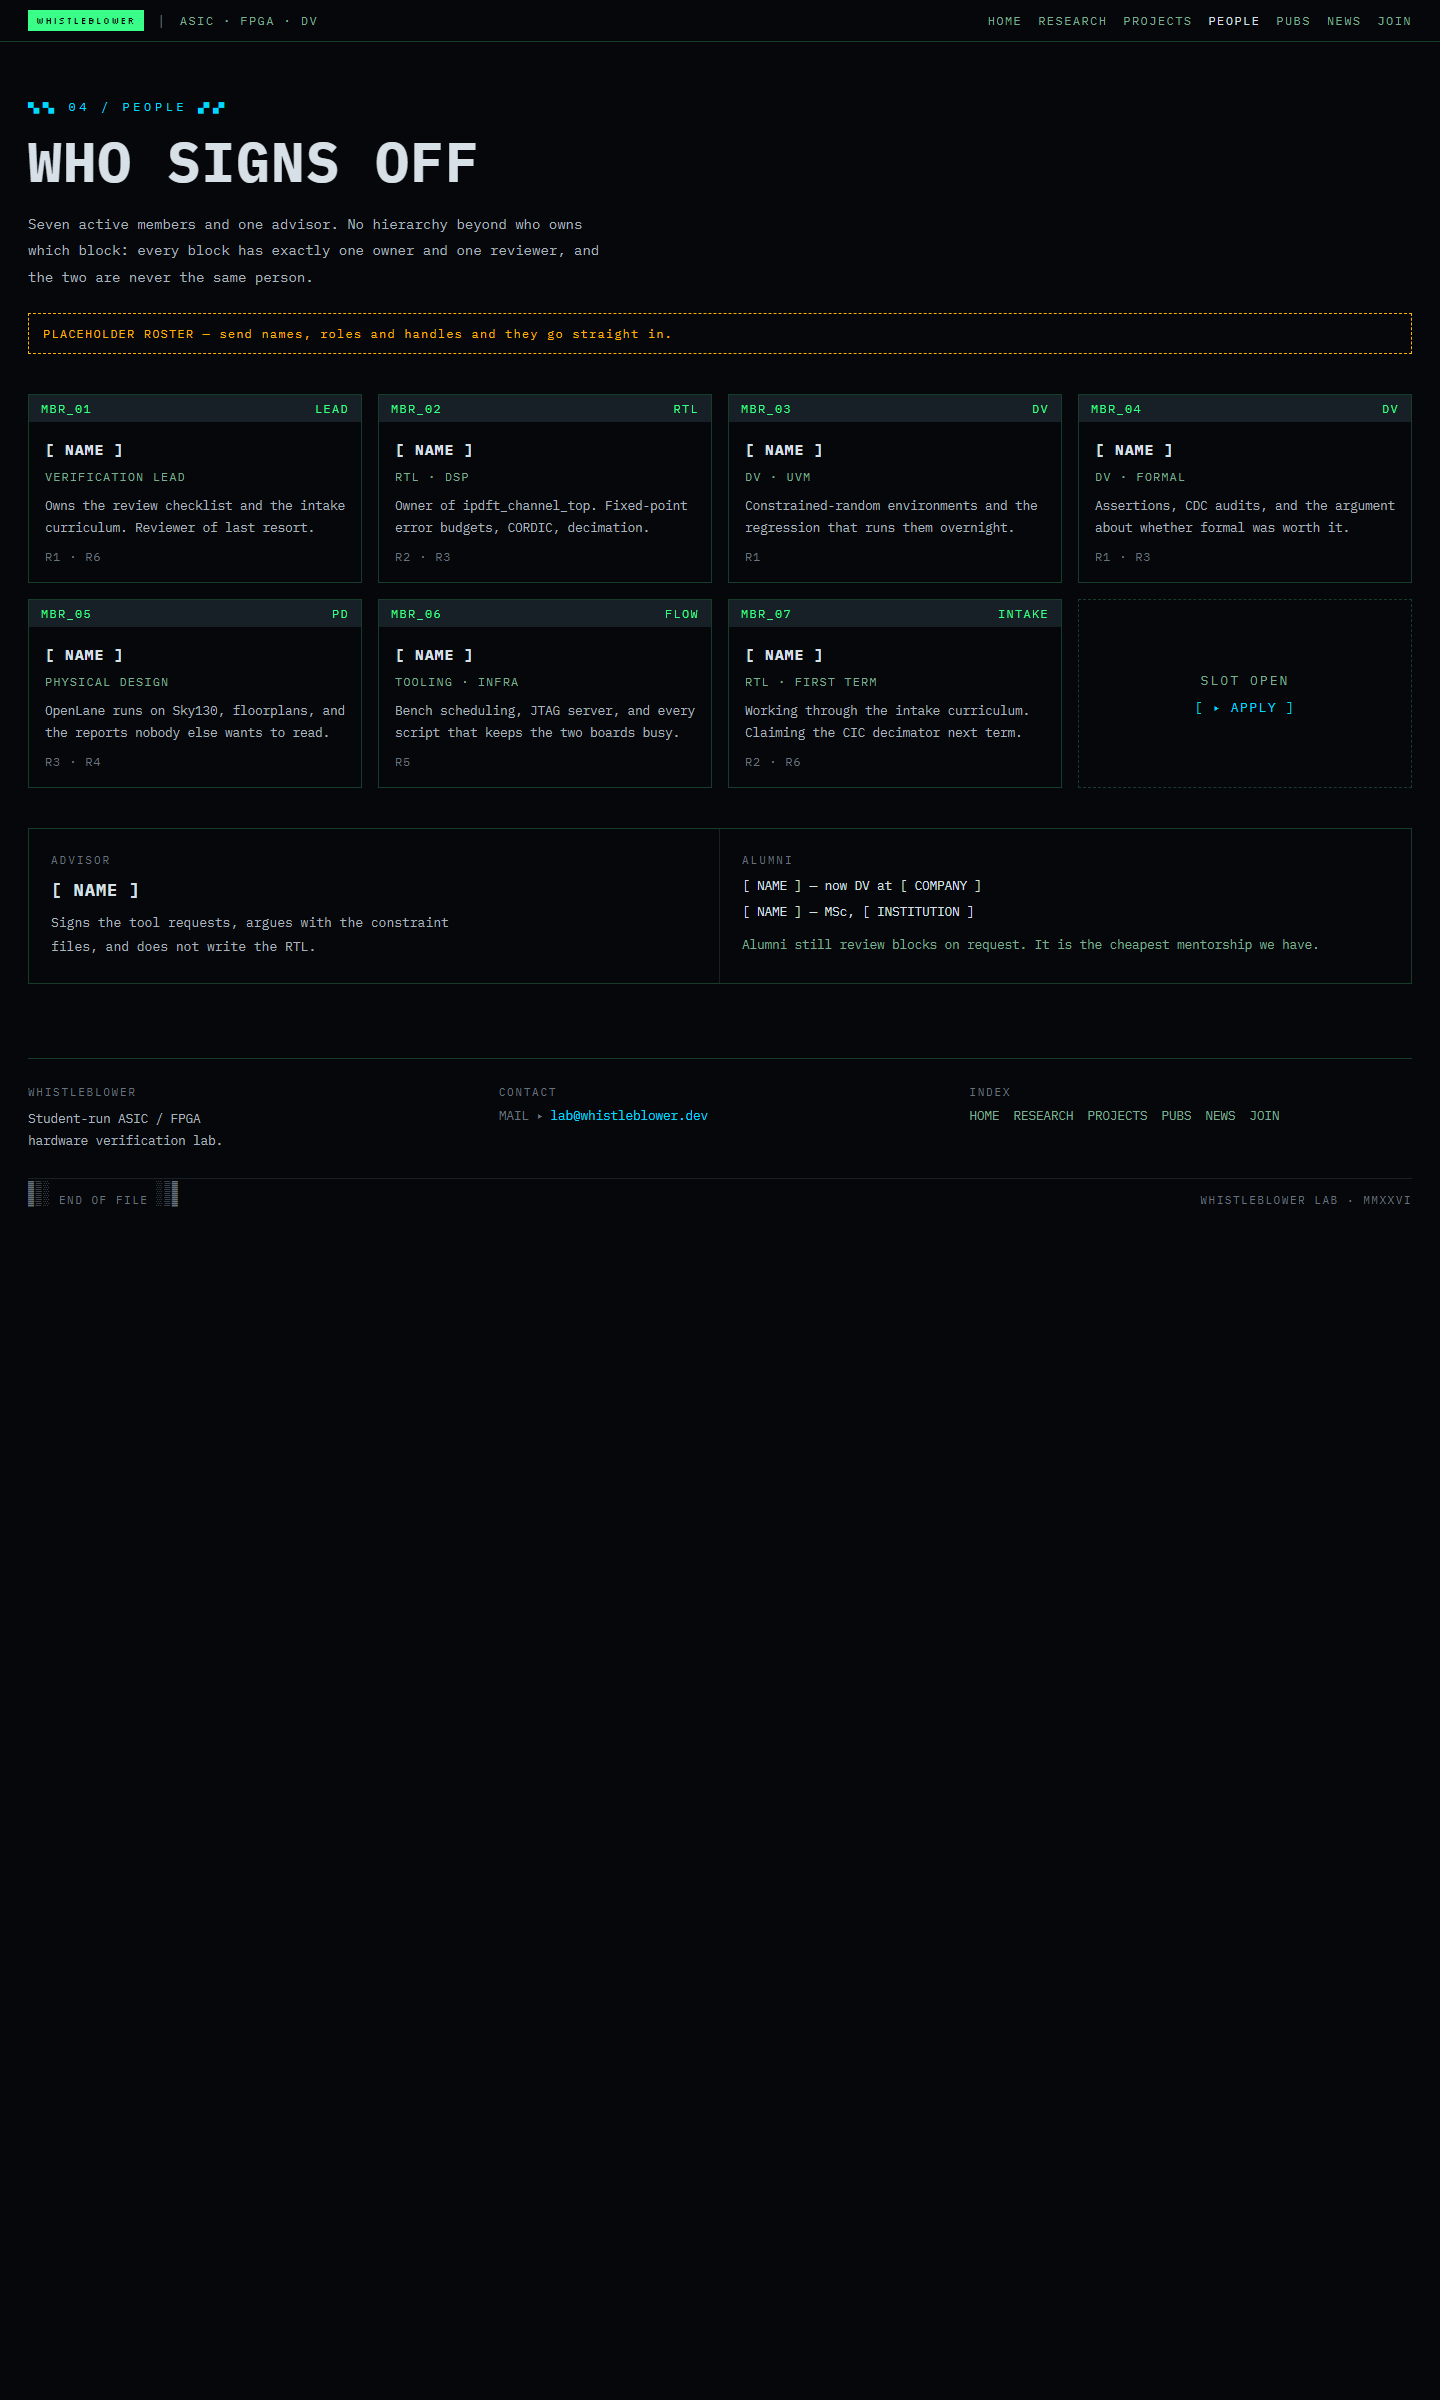 WHISTLEBLOWER | ASIC · FPGA · DV
HOME RESEARCH PROJECTS PEOPLE PUBS NEWS JOIN
▚▚ 04 / PEOPLE ▞▞
WHO SIGNS OFF
Seven active members and one advisor. No hierarchy beyond who owns
which block: every block has exactly one owner and one reviewer, and
the two are never the same person.
PLACEHOLDER ROSTER — send names, roles and handles and they go straight in.
MBR_01 LEAD
[ NAME ]
VERIFICATION LEAD
Owns the review checklist and the intake
curriculum. Reviewer of last resort.
R1 · R6
MBR_02 RTL
[ NAME ]
RTL · DSP
Owner of ipdft_channel_top. Fixed-point
error budgets, CORDIC, decimation.
R2 · R3
MBR_03 DV
[ NAME ]
DV · UVM
Constrained-random environments and the
regression that runs them overnight.
R1
MBR_04 DV
[ NAME ]
DV · FORMAL
Assertions, CDC audits, and the argument
about whether formal was worth it.
R1 · R3
MBR_05 PD
[ NAME ]
PHYSICAL DESIGN
OpenLane runs on Sky130, floorplans, and
the reports nobody else wants to read.
R3 · R4
MBR_06 FLOW
[ NAME ]
TOOLING · INFRA
Bench scheduling, JTAG server, and every
script that keeps the two boards busy.
R5
MBR_07 INTAKE
[ NAME ]
RTL · FIRST TERM
Working through the intake curriculum.
Claiming the CIC decimator next term.
R2 · R6
SLOT OPEN
[ ▸ APPLY ]
ADVISOR
[ NAME ]
Signs the tool requests, argues with the constraint
files, and does not write the RTL.
ALUMNI
[ NAME ] — now DV at [ COMPANY ]
[ NAME ] — MSc, [ INSTITUTION ]
Alumni still review blocks on request. It is the cheapest mentorship we have.
WHISTLEBLOWER
Student-run ASIC / FPGA
hardware verification lab.
CONTACT
MAIL ▸ lab@whistleblower.dev
INDEX
HOME RESEARCH PROJECTS PUBS NEWS JOIN
▓▒░ END OF FILE ░▒▓
WHISTLEBLOWER LAB · MMXXVI